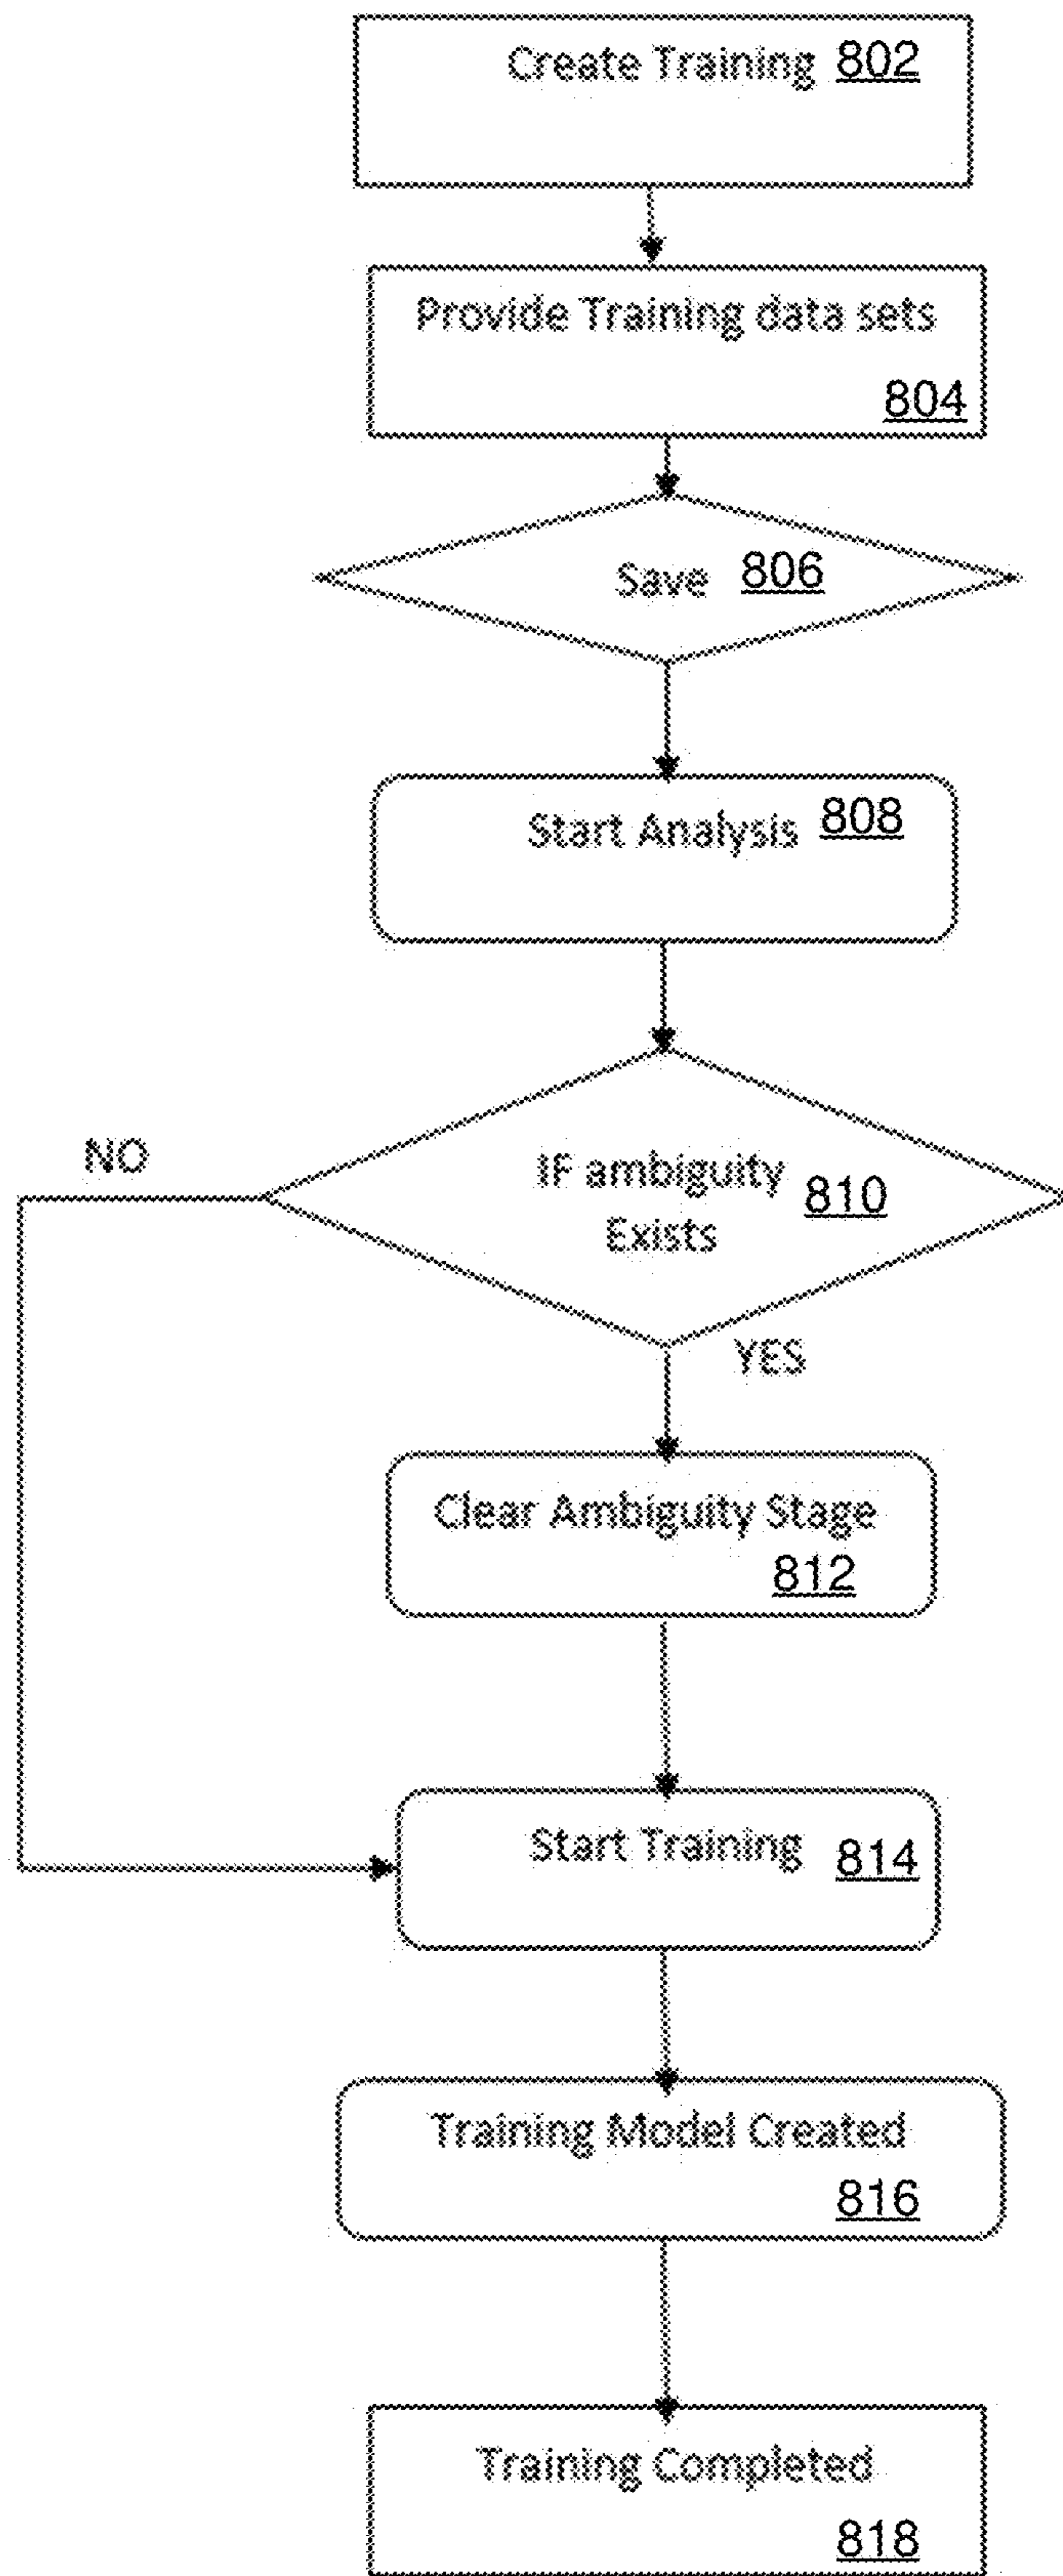 Create Training 802
Provide Training data sets
804
Save 806
Start Analysis 808
NO
IF ambiguity
Exists
810
YES
Clear Ambiguity Stage
812
Start Training 814
Training Model Created
816
Training Completed
818